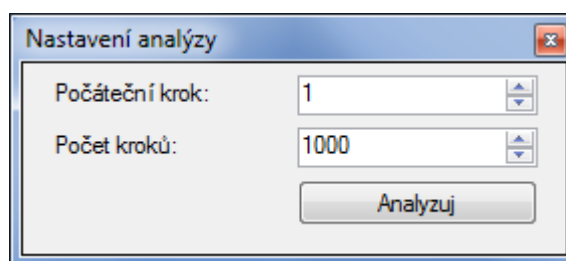 Nastavení analýzy
Počáteční krok: 1
Počet kroků: 1000
Analyzuj